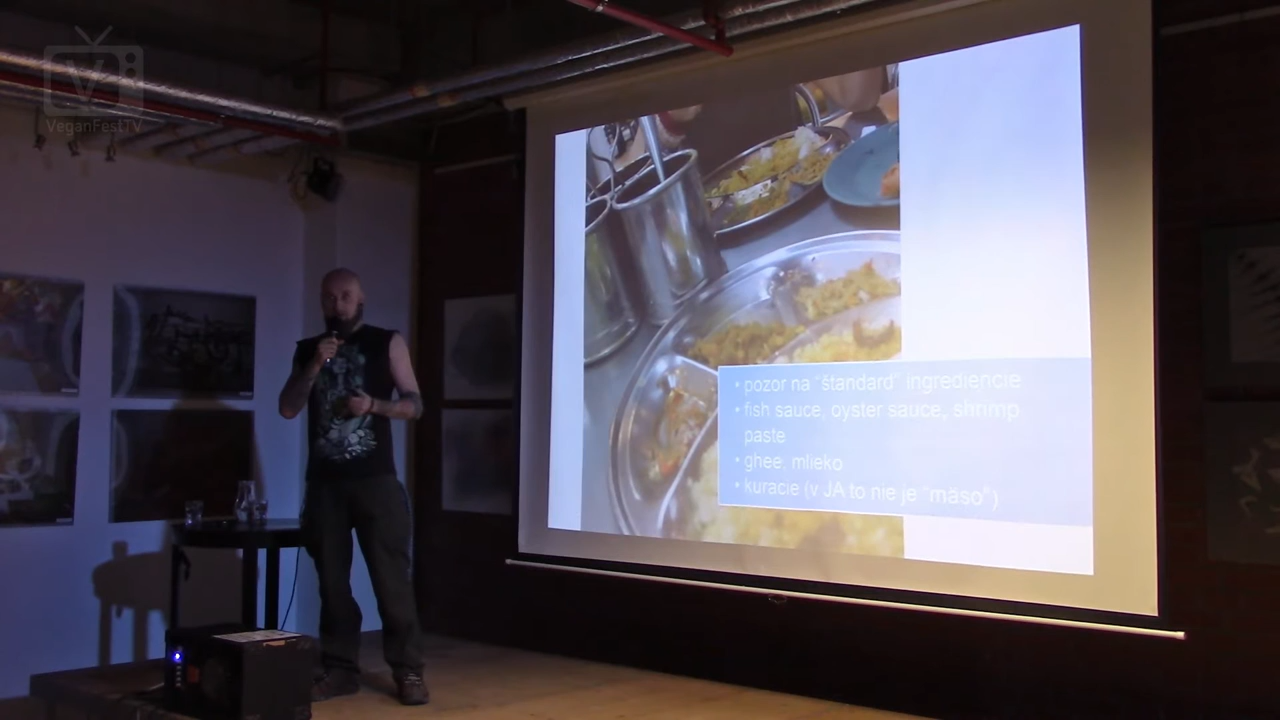 V
VeganFestTV
• pozor na "štandard" ingrediencie
• fish sauce, oyster sauce, shrimp
paste
• ghee, mlieko
• kuracie (v JA to nie je "mäso")